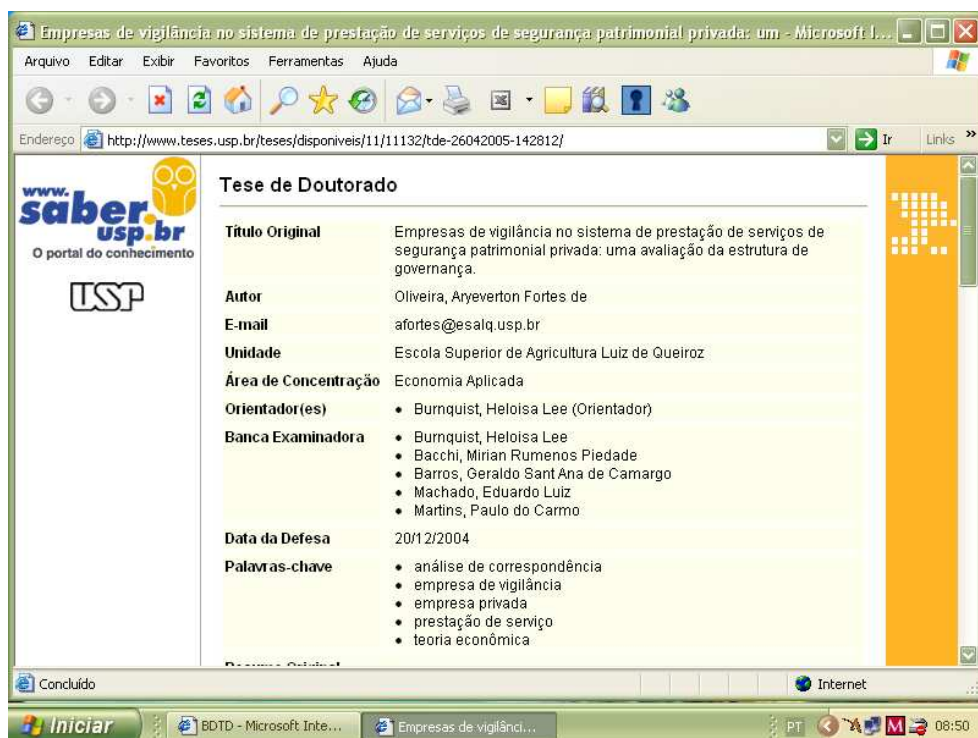 Empresas de vigilância no sistema de prestação de serviços de segurança patrimonial privada: um - Microsoft I...
Arquivo Editar Exibir Favoritos Ferramentas Ajuda
Endereço http://www.teses.usp.br/teses/disponiveis/11/11132/tde-26042005-142812/ Ir Links »
www.
saber.
usp.br
O portal do conhecimento
USP
Tese de Doutorado
Título Original Empresas de vigilância no sistema de prestação de serviços de
segurança patrimonial privada: uma avaliação da estrutura de
governança.
Autor Oliveira, Aryeverton Fortes de
E-mail afortes@esalq.usp.br
Unidade Escola Superior de Agricultura Luiz de Queiroz
Área de Concentração Economia Aplicada
Orientador(es) • Burnquist, Heloisa Lee (Orientador)
Banca Examinadora • Burnquist, Heloisa Lee
• Bacchi, Mirian Rumenos Piedade
• Barros, Geraldo Sant Ana de Camargo
• Machado, Eduardo Luiz
• Martins, Paulo do Carmo
Data da Defesa 20/12/2004
Palavras-chave • análise de correspondência
• empresa de vigilância
• empresa privada
• prestação de serviço
• teoria econômica
Concluído Internet
Iniciar BDTD - Microsoft Inte... Empresas de vigilânci... PT M 08:50